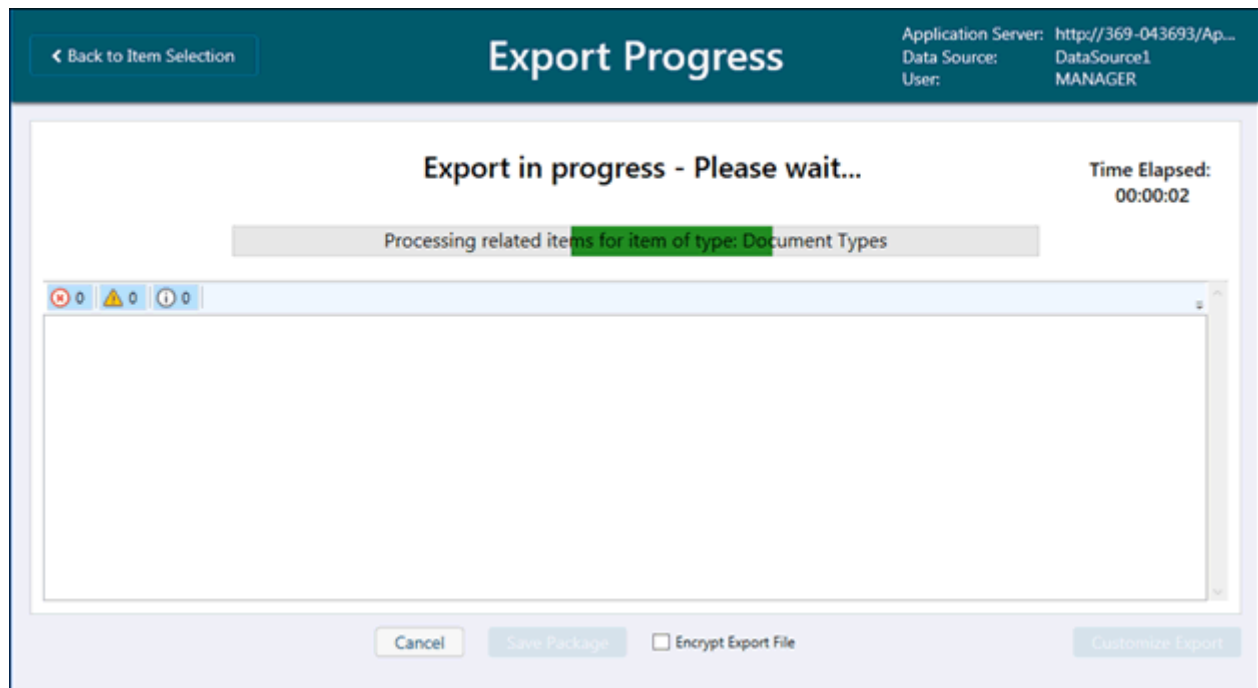 Back to Item Selection
Export Progress
Application Server: http://369-043693/Ap...
Data Source: DataSource1
User: MANAGER
Export in progress - Please wait...
Time Elapsed:
00:00:02
Processing related items for item of type: Document Types
0 0 0
Cancel Save Package Encrypt Export File Customize Export